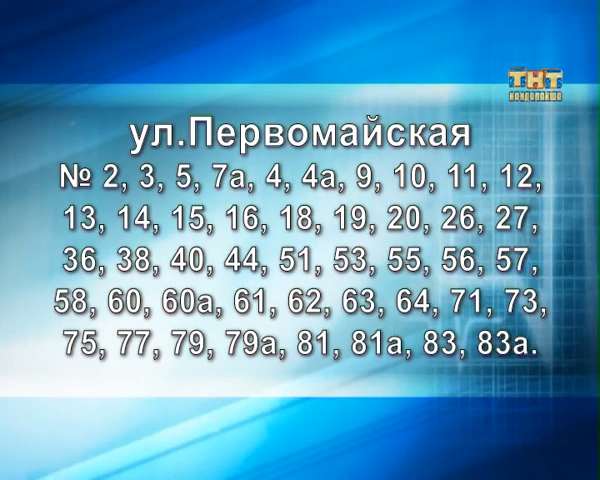 ТНТ
Кандалакша
ул.Первомайская
№ 2, 3, 5, 7а, 4, 4а, 9, 10, 11, 12,
13, 14, 15, 16, 18, 19, 20, 26, 27,
36, 38, 40, 44, 51, 53, 55, 56, 57,
58, 60, 60а, 61, 62, 63, 64, 71, 73,
75, 77, 79, 79а, 81, 81а, 83, 83а.